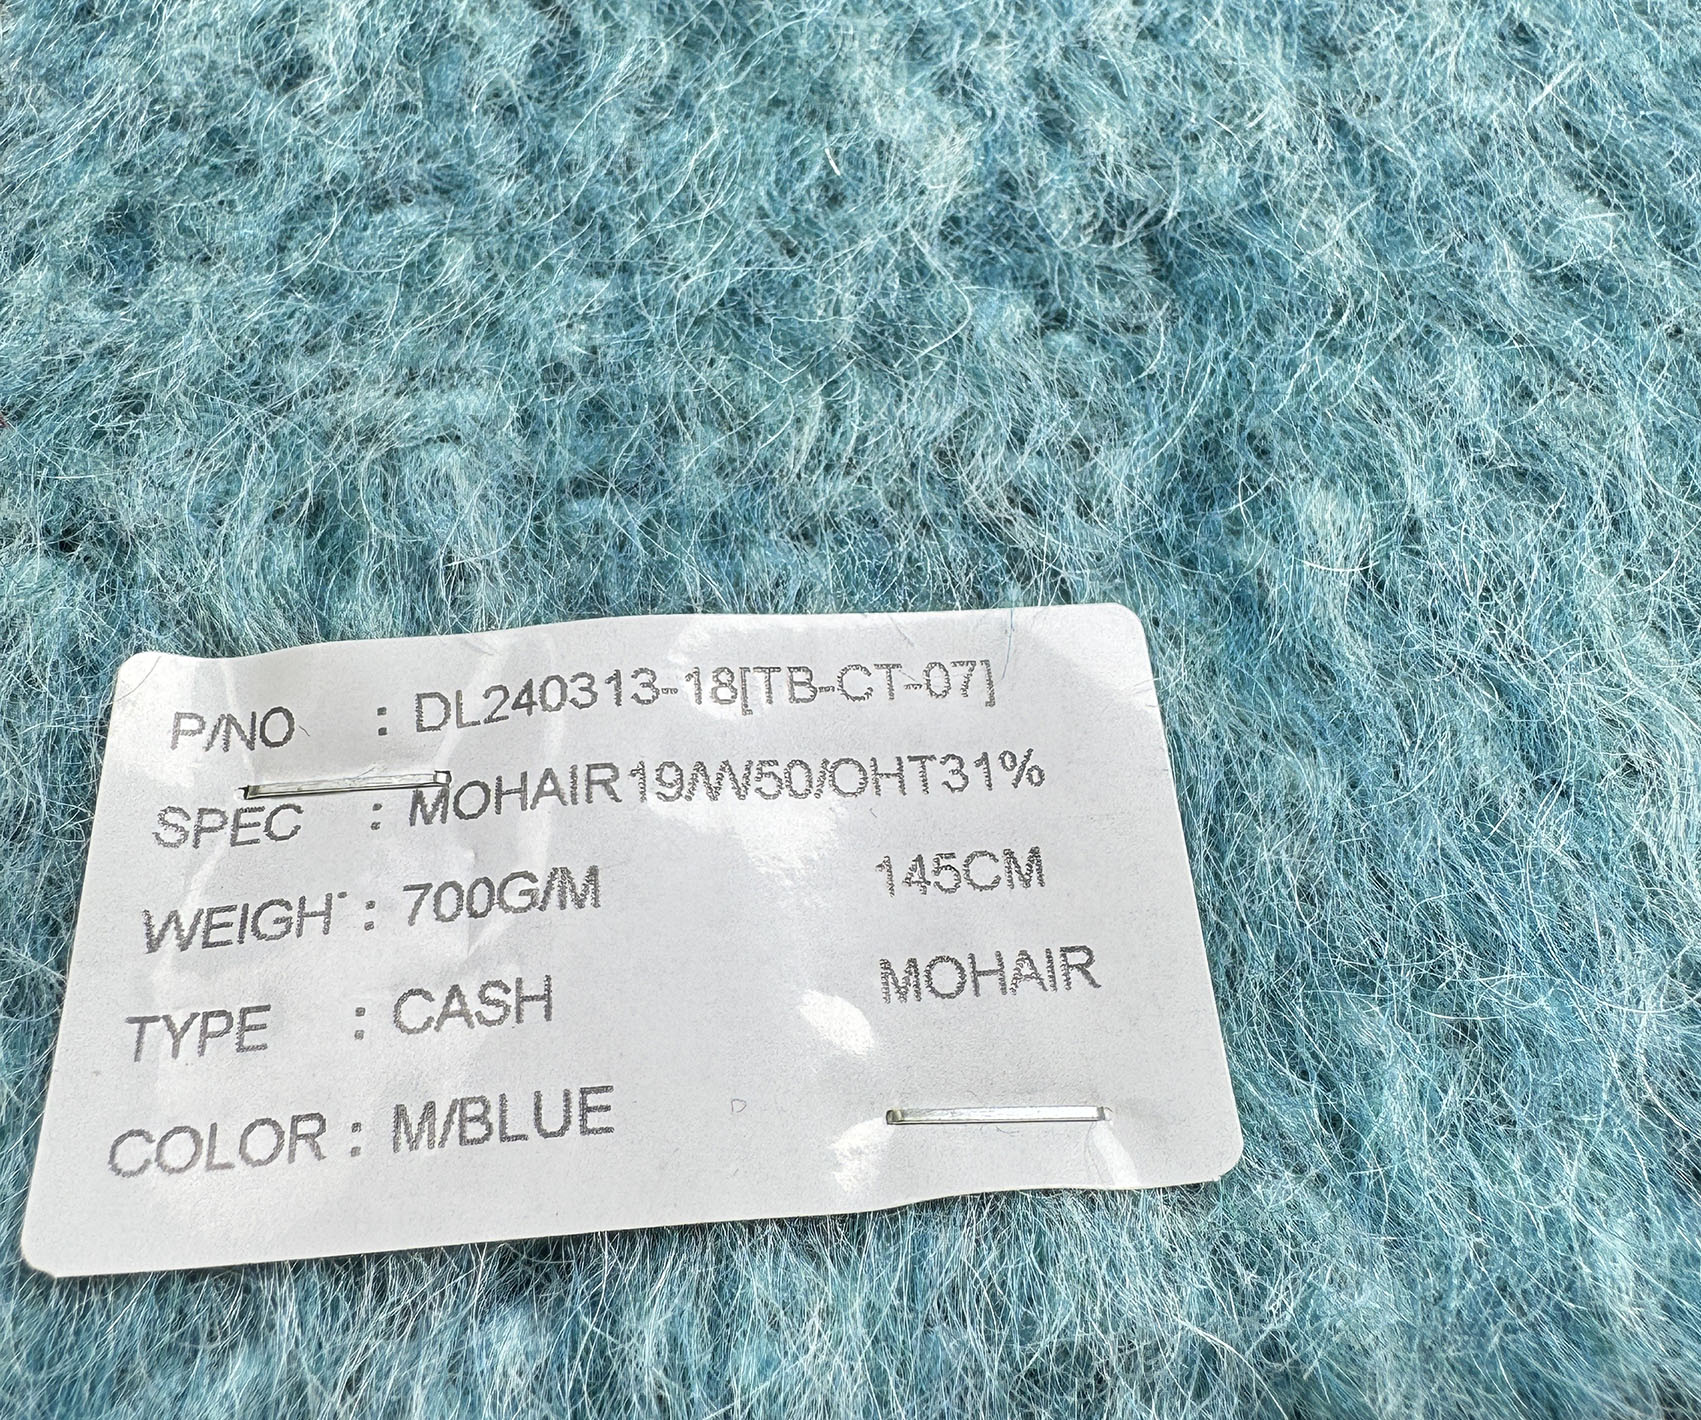 P/NO : DL240313-18[TB-CT-07]
SPEC : MOHAIR19/W50/OHT31%
WEIGH : 700G/M 145CM
TYPE : CASH MOHAIR
COLOR : M/BLUE